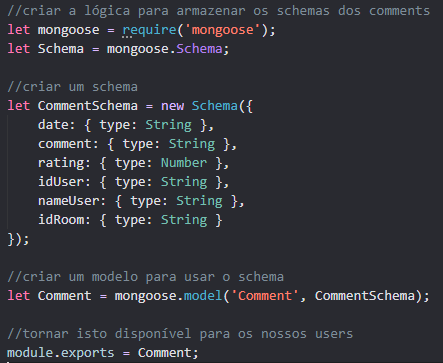 //criar a lógica para armazenar os schemas dos comments
let mongoose = require('mongoose');
let Schema = mongoose.Schema;

//criar um schema
let CommentSchema = new Schema({
    date: { type: String },
    comment: { type: String },
    rating: { type: Number },
    idUser: { type: String },
    nameUser: { type: String },
    idRoom: { type: String }
});

//criar um modelo para usar o schema
let Comment = mongoose.model('Comment', CommentSchema);

//tornar isto disponível para os nossos users
module.exports = Comment;